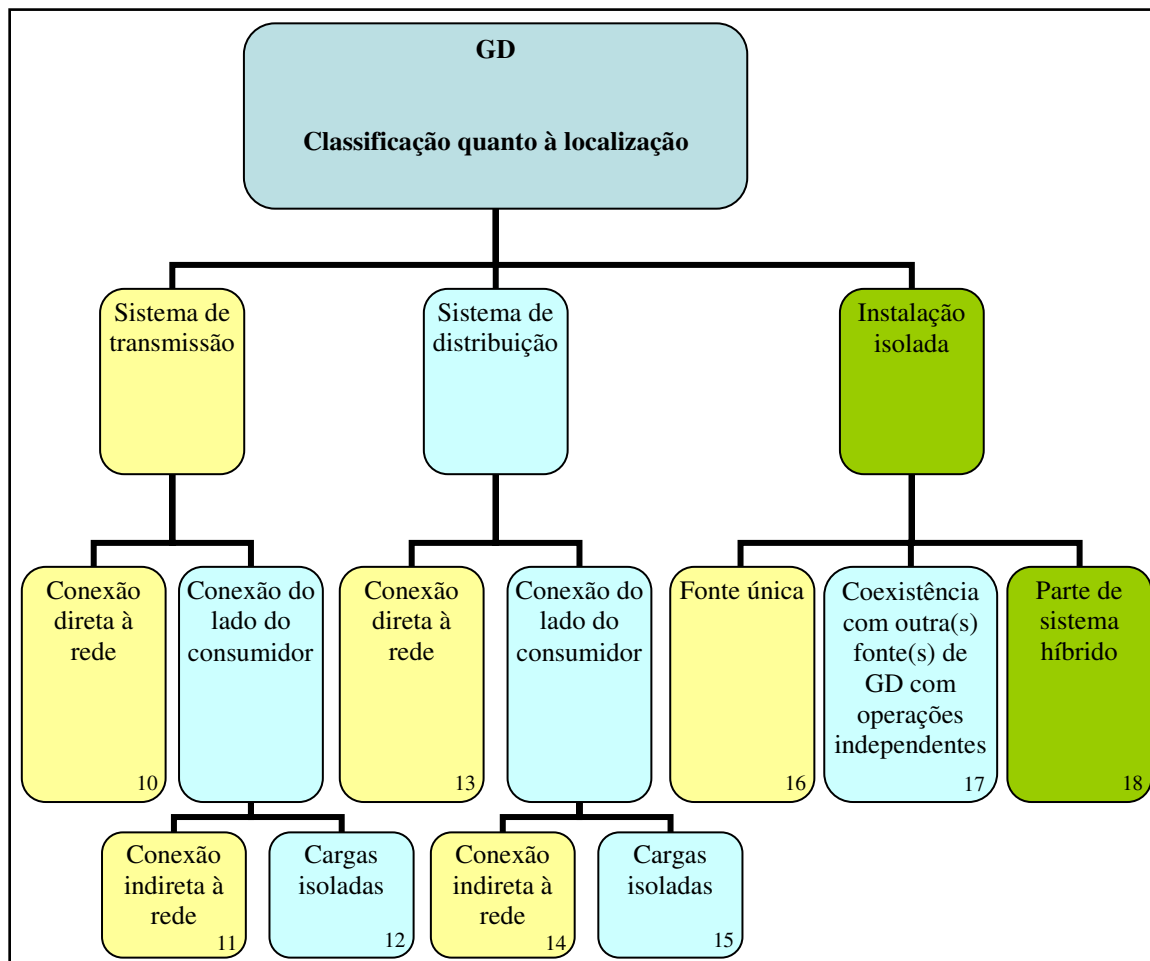 GD
Classificação quanto à localização
Sistema de
transmissão
Sistema de
distribuição
Instalação
isolada
Conexão
direta à
rede
10
Conexão do
lado do
consumidor
Conexão
direta à
rede
13
Conexão do
lado do
consumidor
Fonte única
16
Coexistência
com outra(s)
fonte(s) de
GD com
operações
independentes
17
Parte de
sistema
híbrido
18
Conexão
indireta à
rede
11
Cargas
isoladas
12
Conexão
indireta à
rede
14
Cargas
isoladas
15